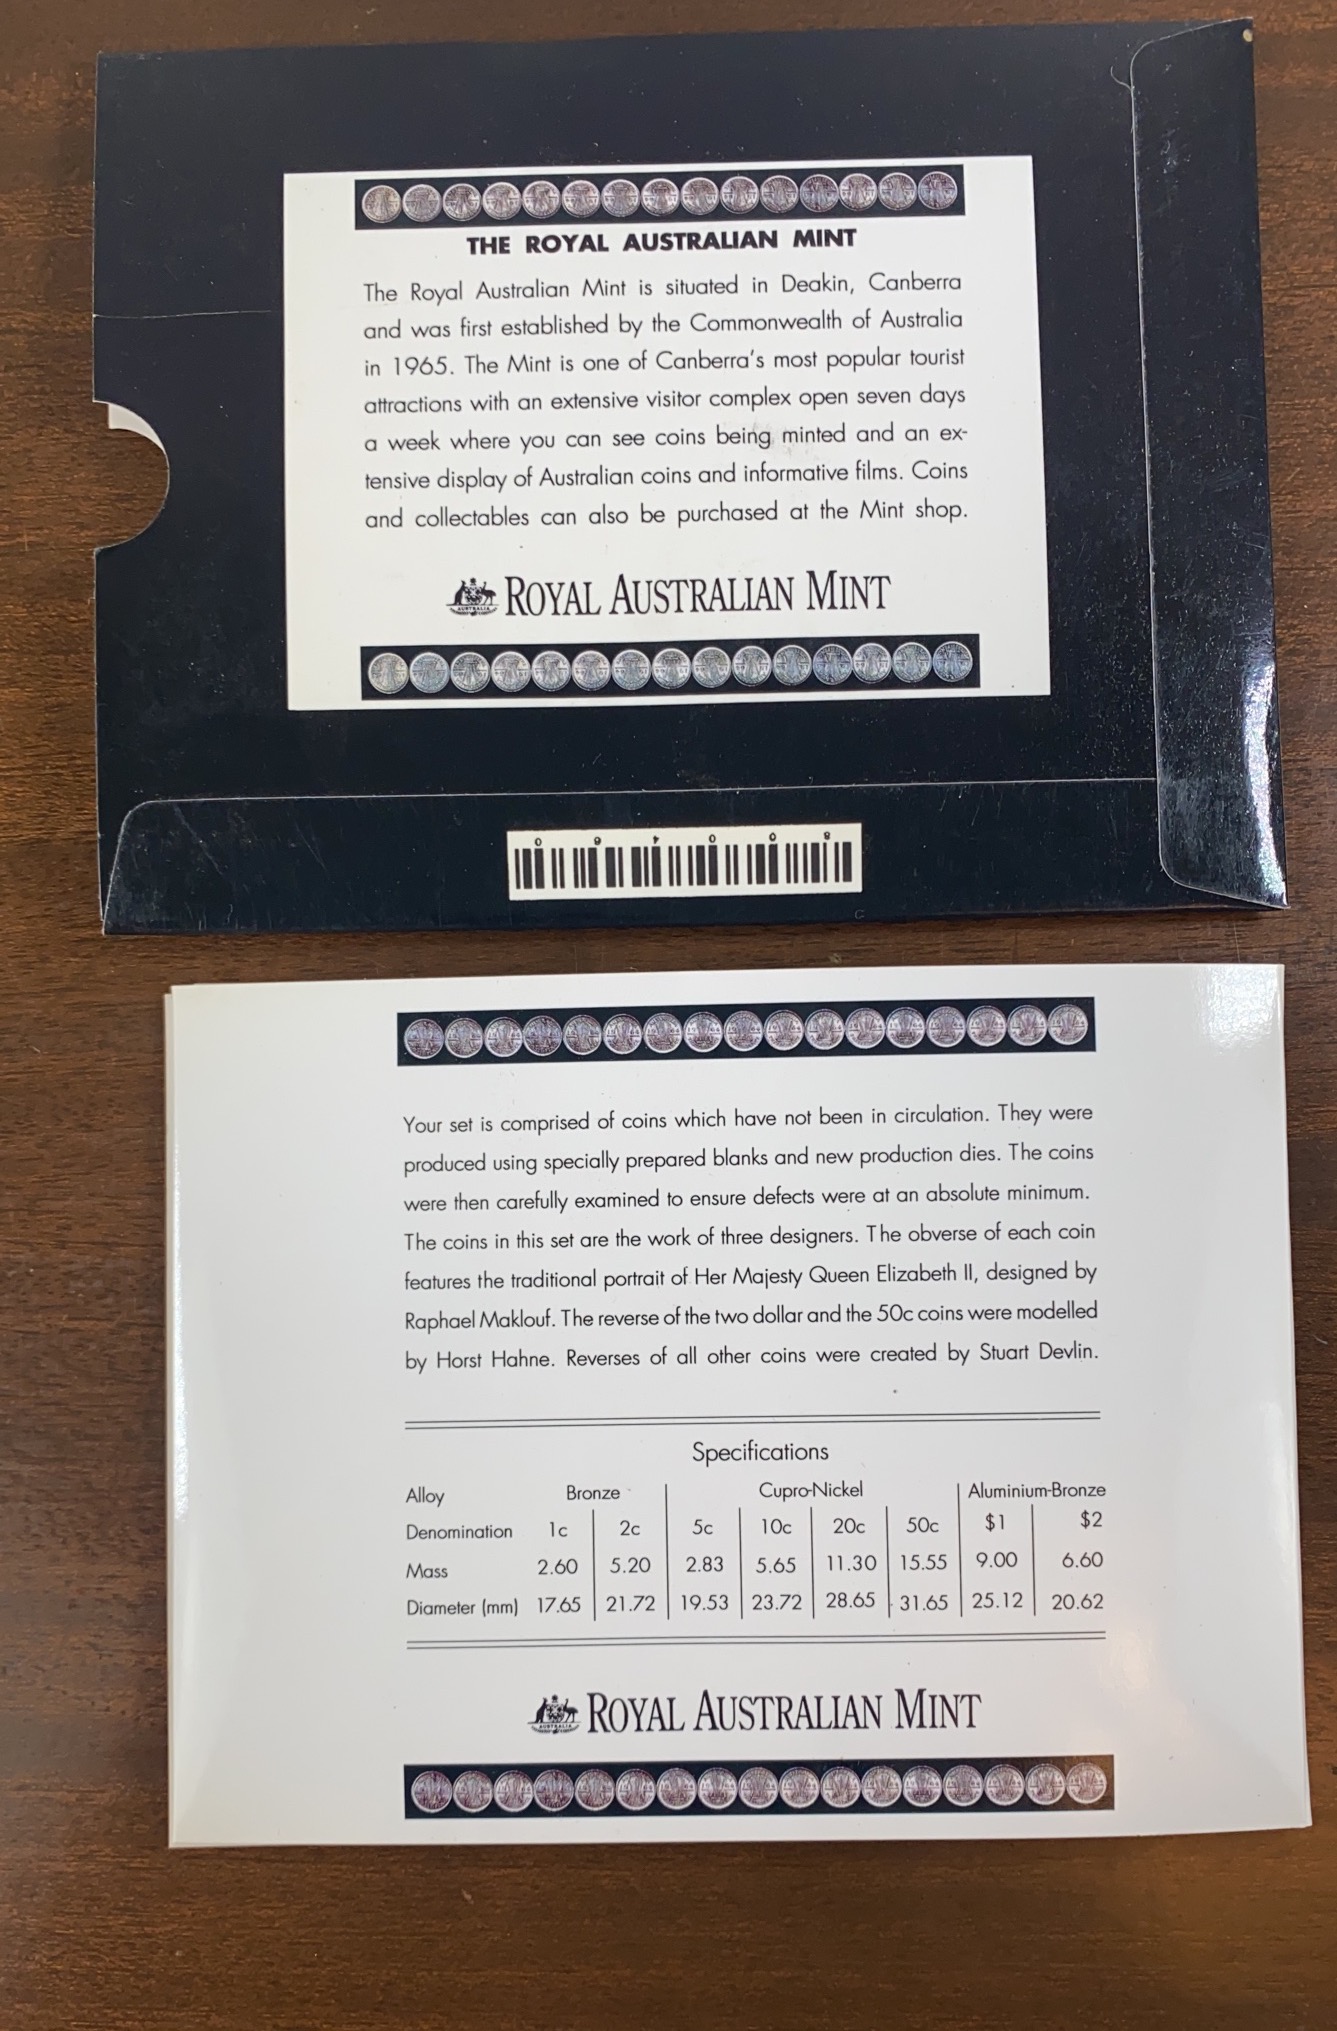 THE ROYAL AUSTRALIAN MINT
The Royal Australian Mint is situated in Deakin, Canberra
and was first established by the Commonwealth of Australia
in 1965. The Mint is one of Canberra's most popular tourist
attractions with an extensive visitor complex open seven days
a week where you can see coins being minted and an ex-
tensive display of Australian coins and informative films. Coins
and collectables can also be purchased at the Mint shop.
AUSTRALIA
ROYAL AUSTRALIAN MINT
0 9 4 0 0 8
C
Your set is comprised of coins which have not been in circulation. They were
produced using specially prepared blanks and new production dies. The coins
were then carefully examined to ensure defects were at an absolute minimum.
The coins in this set are the work of three designers. The obverse of each coin
features the traditional portrait of Her Majesty Queen Elizabeth II, designed by
Raphael Maklouf. The reverse of the two dollar and the 50c coins were modelled
by Horst Hahne. Reverses of all other coins were created by Stuart Devlin.
Specifications
Alloy Bronze Cupro-Nickel Aluminium-Bronze
Denomination 1c 2c 5c 10c 20c 50c $1 $2
Mass 2.60 5.20 2.83 5.65 11.30 15.55 9.00 6.60
Diameter (mm) 17.65 21.72 19.53 23.72 28.65 31.65 25.12 20.62
AUSTRALIA
ROYAL AUSTRALIAN MINT